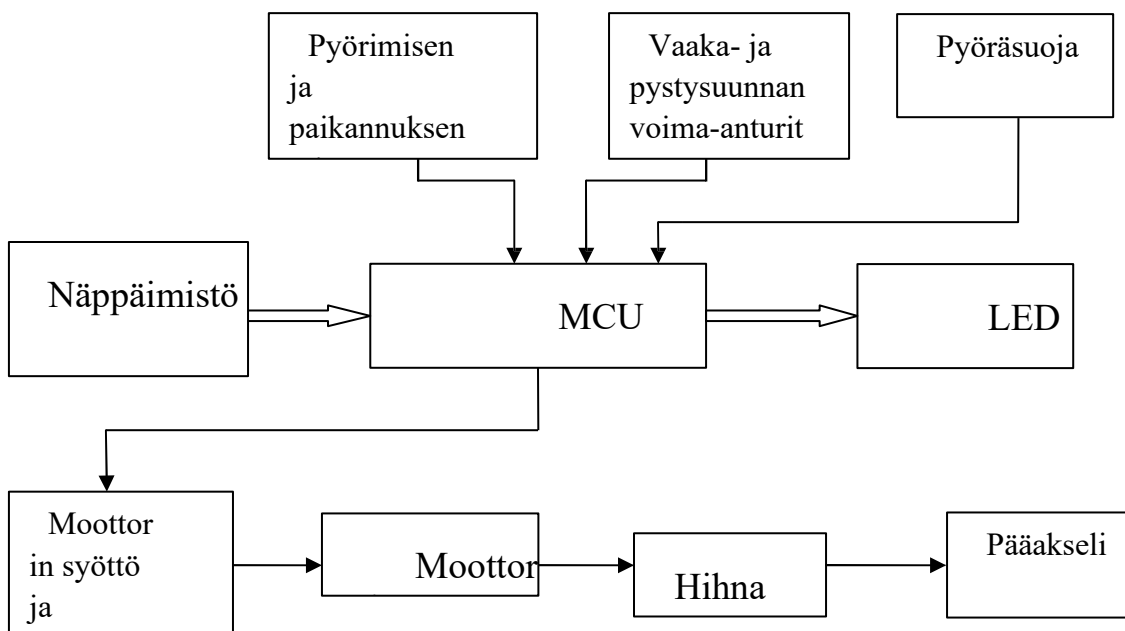 Pyörimisen
ja
paikannuksen
Vaaka- ja
pystysuunnan
voima-anturit
Pyöräsuoja
Näppäimistö
MCU
LED
Moottor
in syöttö
ja
Moottor
Hihna
Pääakseli